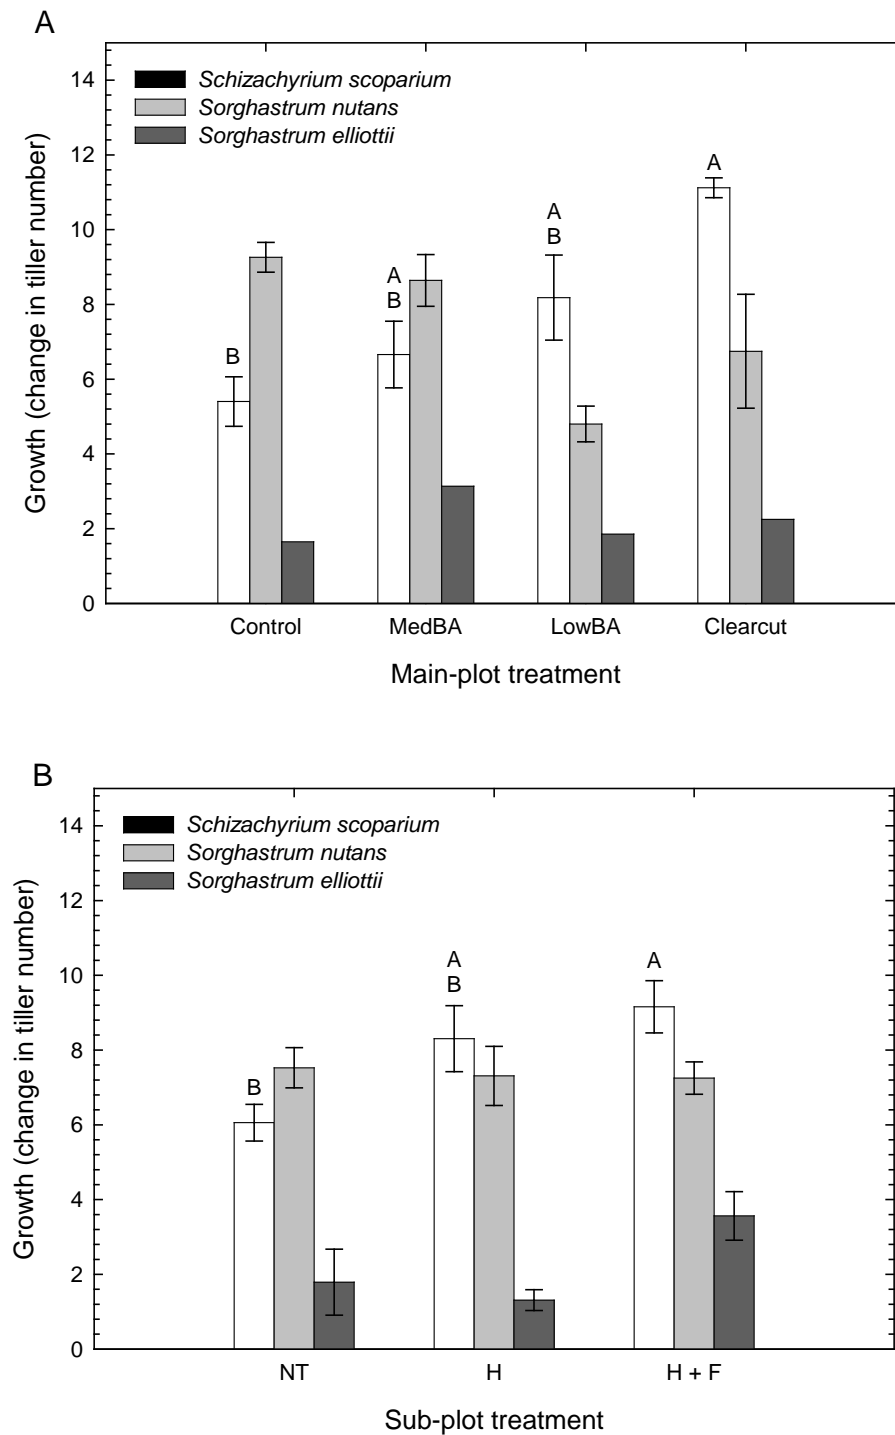 A
14
12
10
8
6
4
2
0
Growth (change in tiller number)
Schizachyrium scoparium
Sorghastrum nutans
Sorghastrum elliottii
B
A
B
A
B
A
Control MedBA LowBA Clearcut
Main-plot treatment
B
14
12
10
8
6
4
2
0
Growth (change in tiller number)
Schizachyrium scoparium
Sorghastrum nutans
Sorghastrum elliottii
B
A
B
A
NT H H + F
Sub-plot treatment